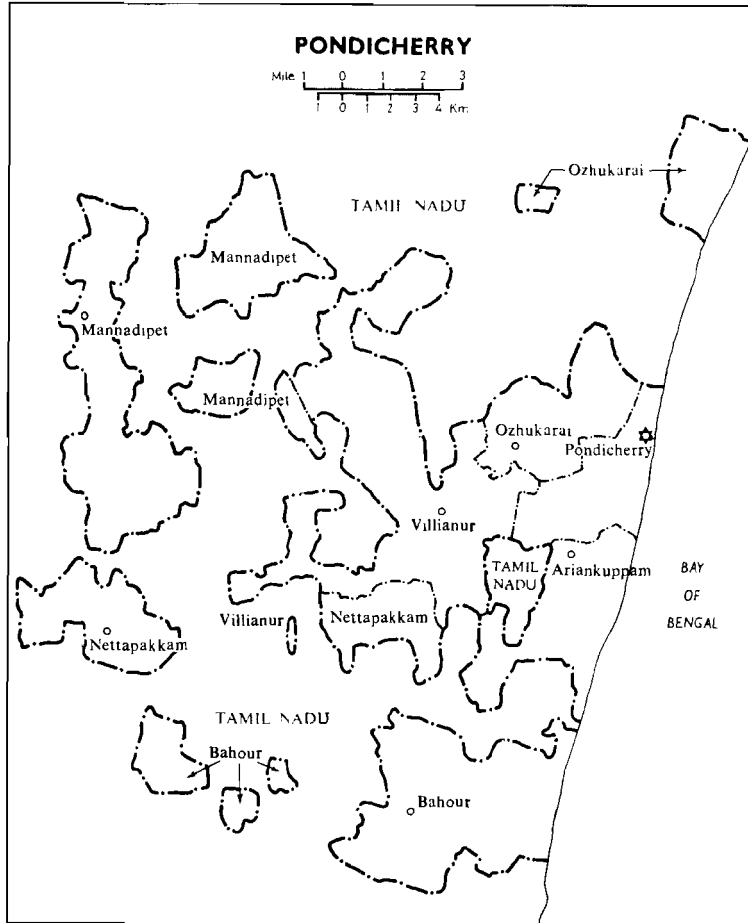 PONDICHERRY
Mile 1 0 1 2 3
1 0 1 2 3 4 Km
Ozhukarai
TAMIL NADU
Mannadipet
Mannadipet
Mannadipet
Ozhukarai
Pondicherry
Villianur
TAMIL
NADU
Ariankuppam
BAY
OF
BENGAL
Villianur
Nettapakkam
Nettapakkam
TAMIL NADU
Bahour
Bahour